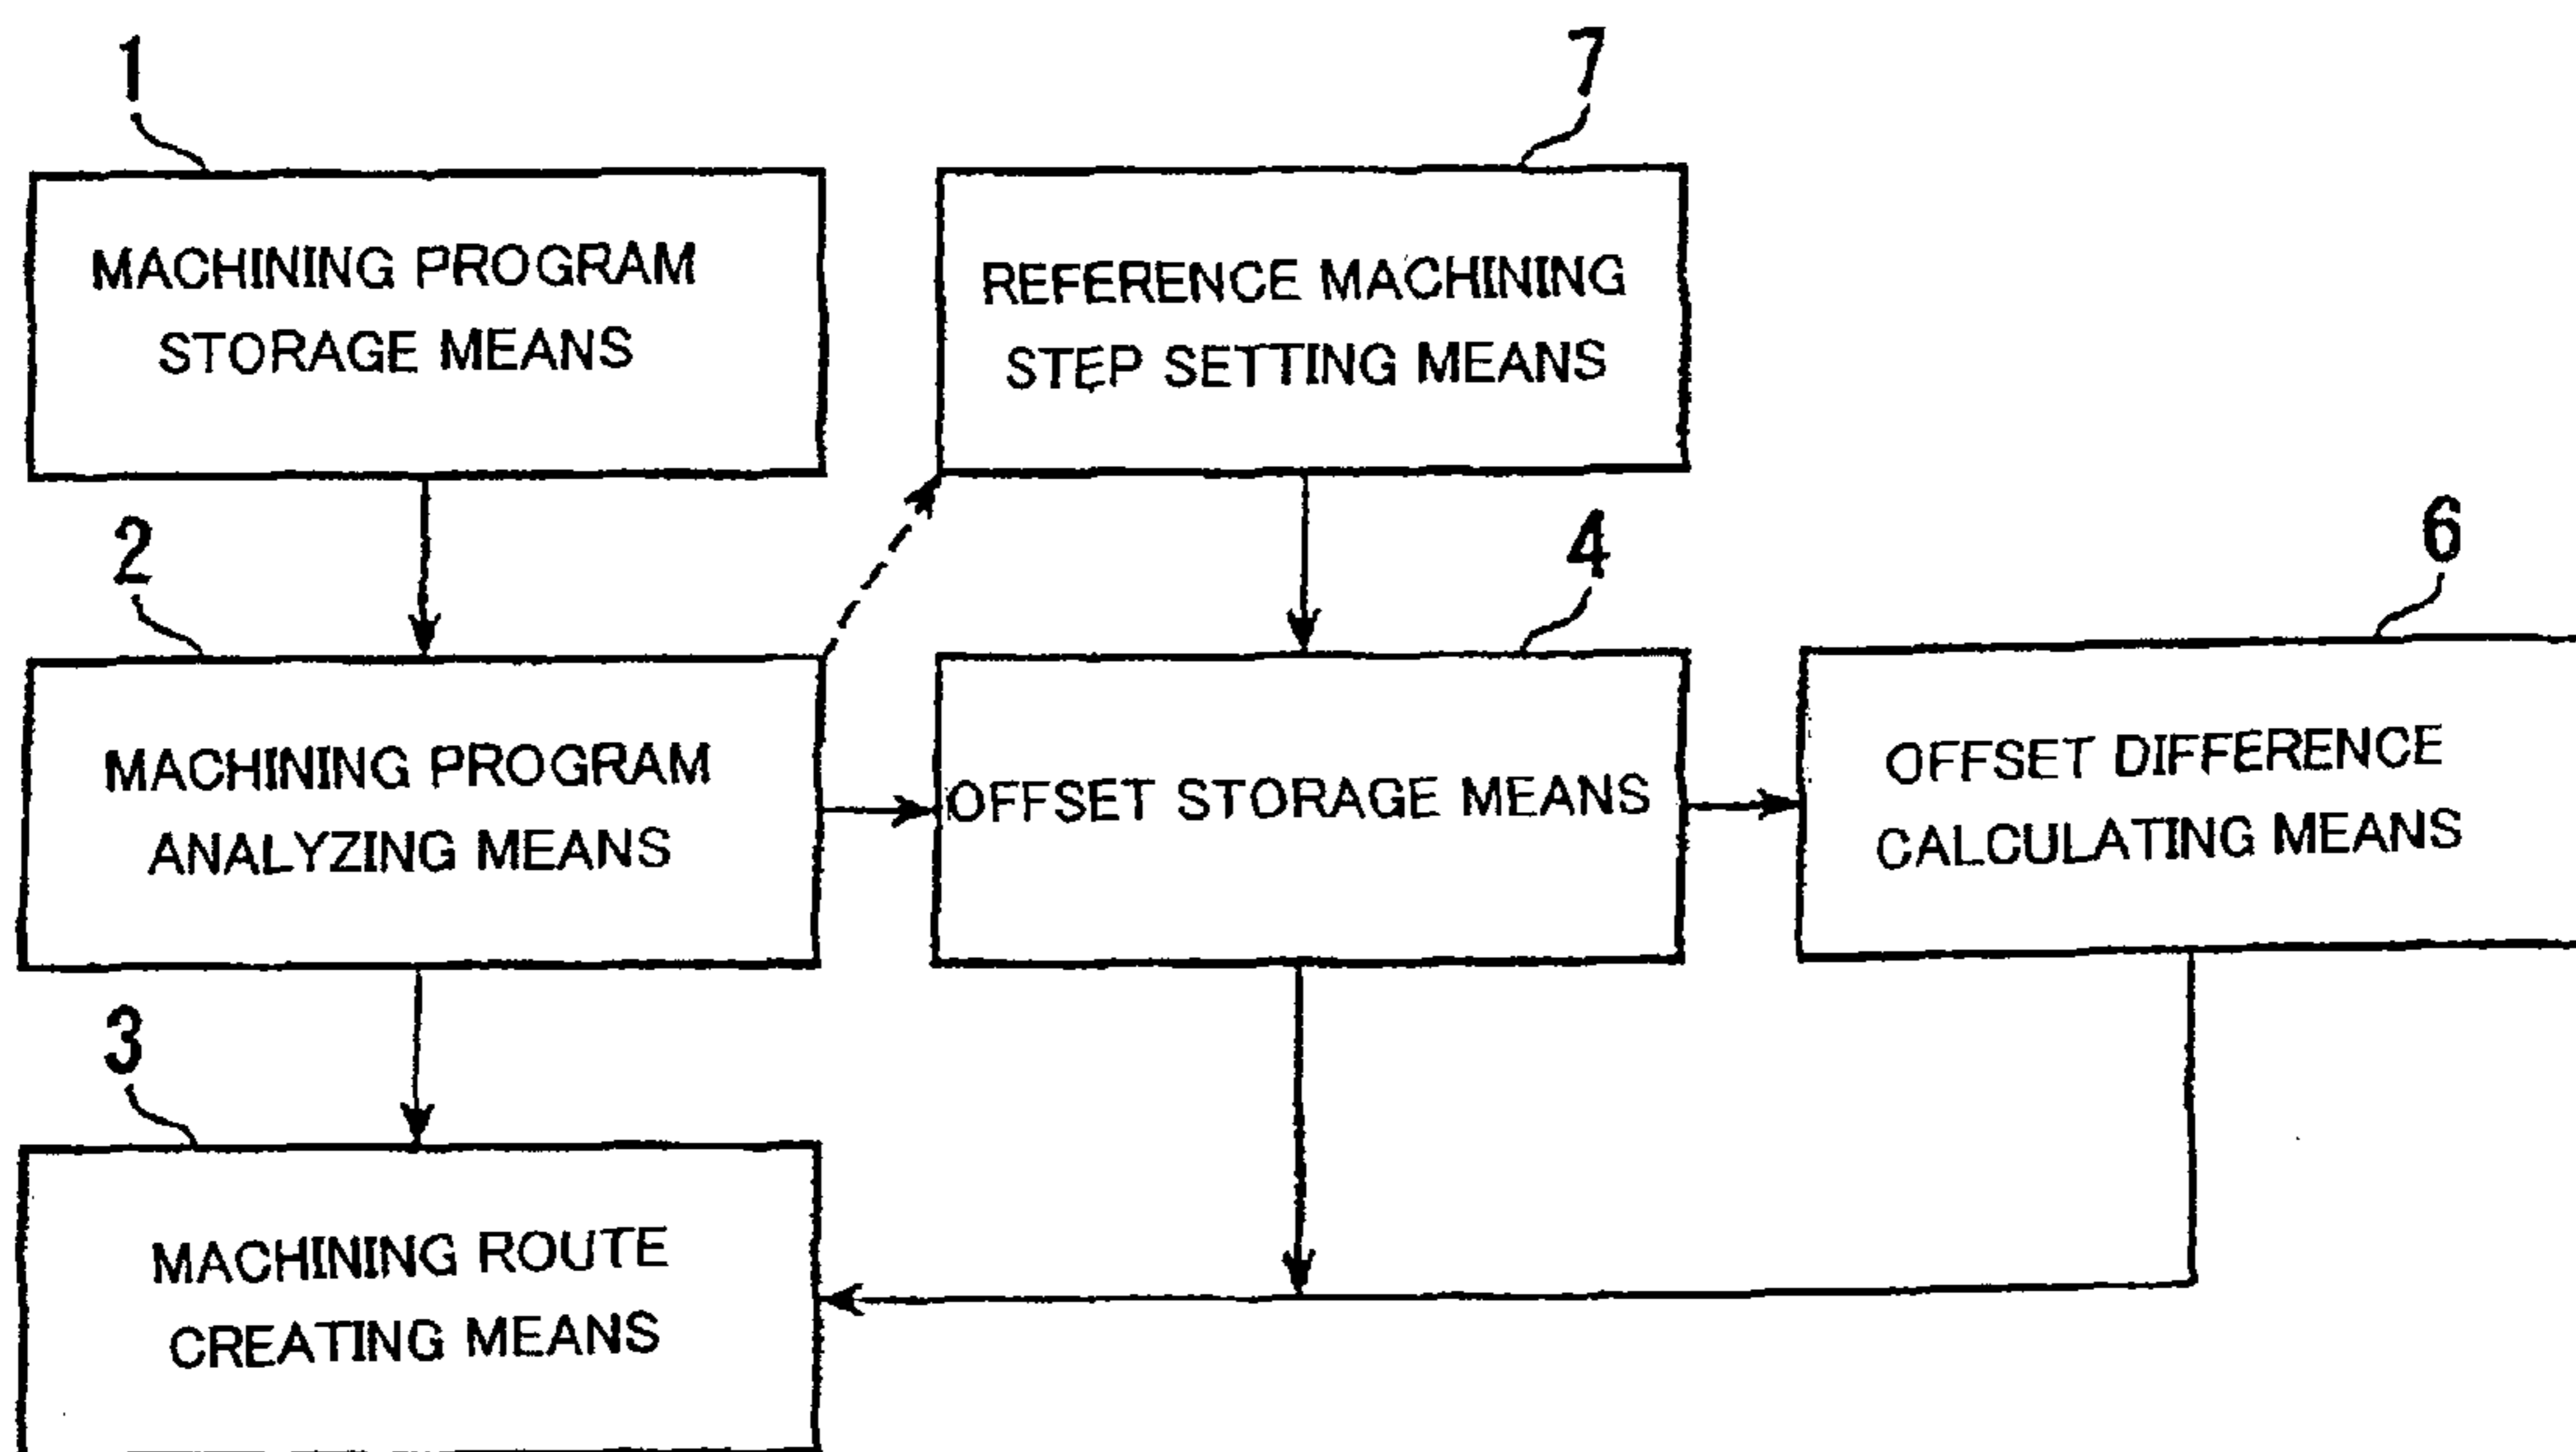 1
MACHINING PROGRAM
STORAGE MEANS
7
REFERENCE MACHINING
STEP SETTING MEANS
2
MACHINING PROGRAM
ANALYZING MEANS
4
OFFSET STORAGE MEANS
6
OFFSET DIFFERENCE
CALCULATING MEANS
3
MACHINING ROUTE
CREATING MEANS